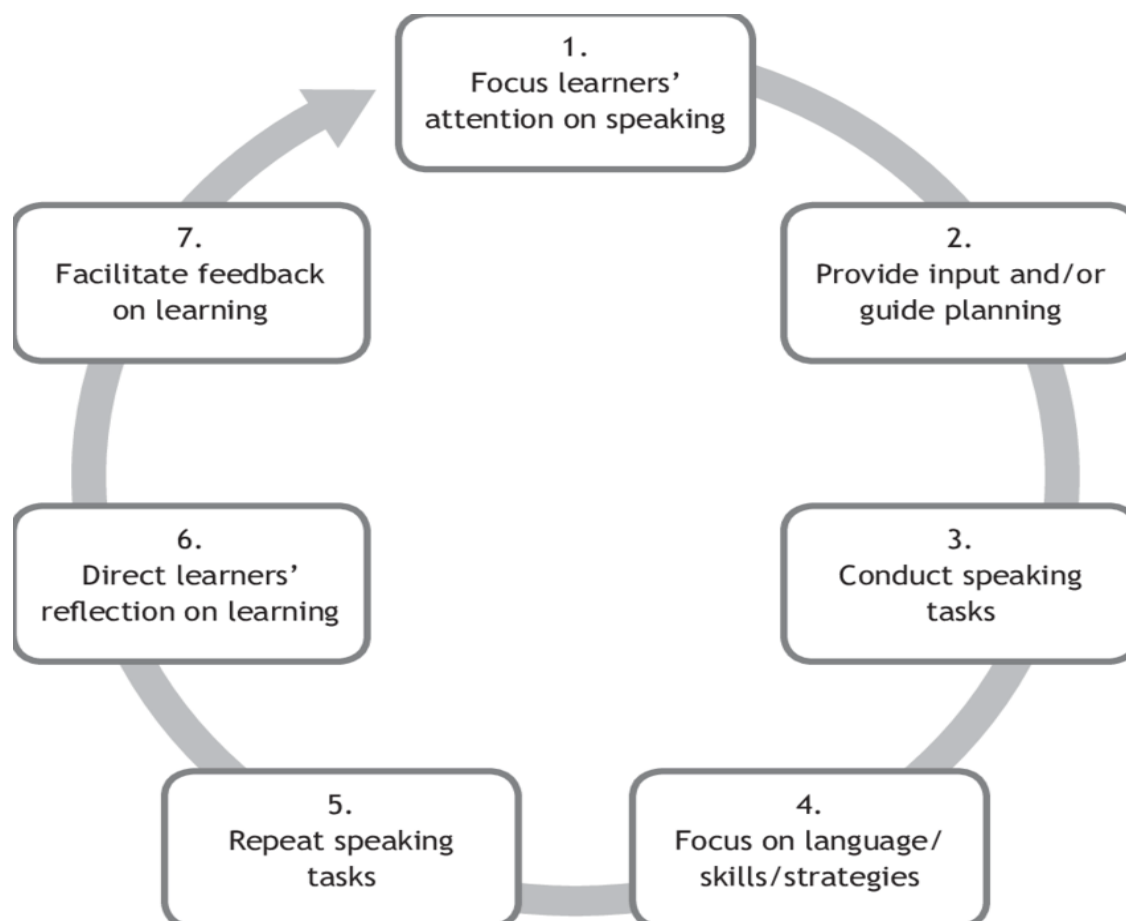 1.
Focus learners’
attention on speaking
2.
Provide input and/or
guide planning
3.
Conduct speaking
tasks
4.
Focus on language/
skills/strategies
5.
Repeat speaking
tasks
6.
Direct learners’
reflection on learning
7.
Facilitate feedback
on learning